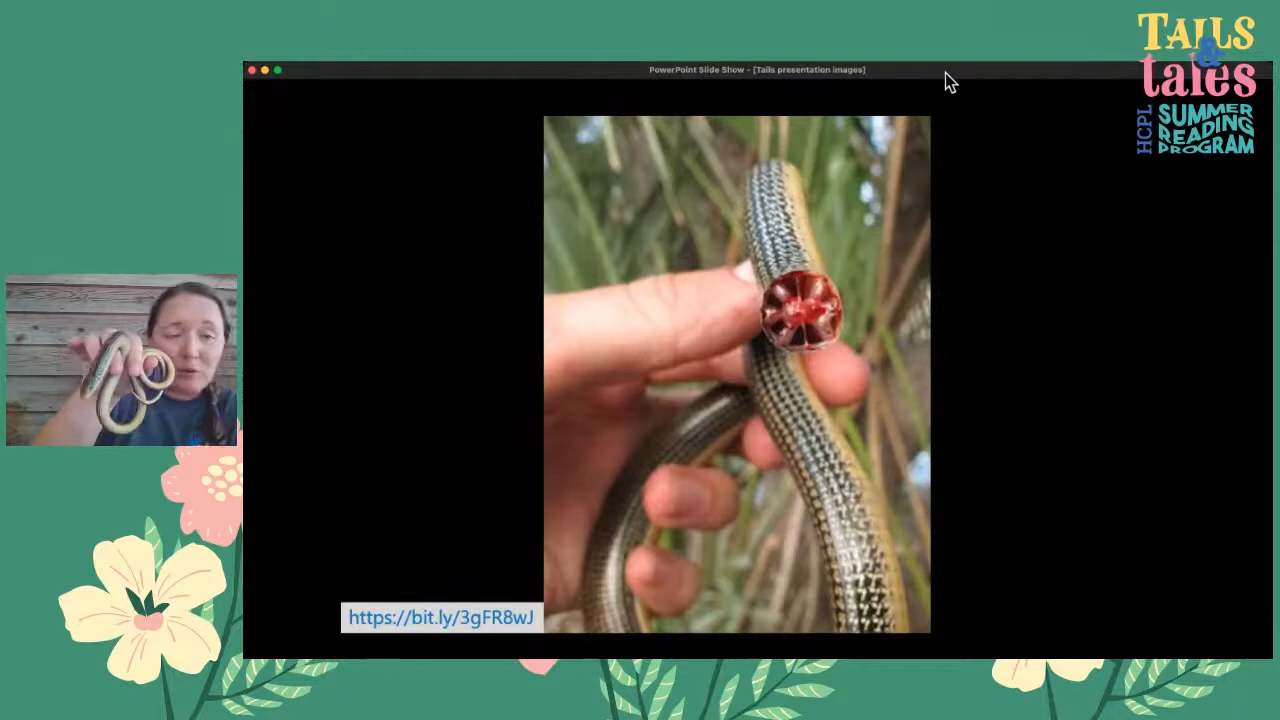 PowerPoint Slide Show - [Tails presentation images]
TAILS
&
tales
HCPL
SUMMER
READING
PROGRAM
https://bit.ly/3gFR8wJ